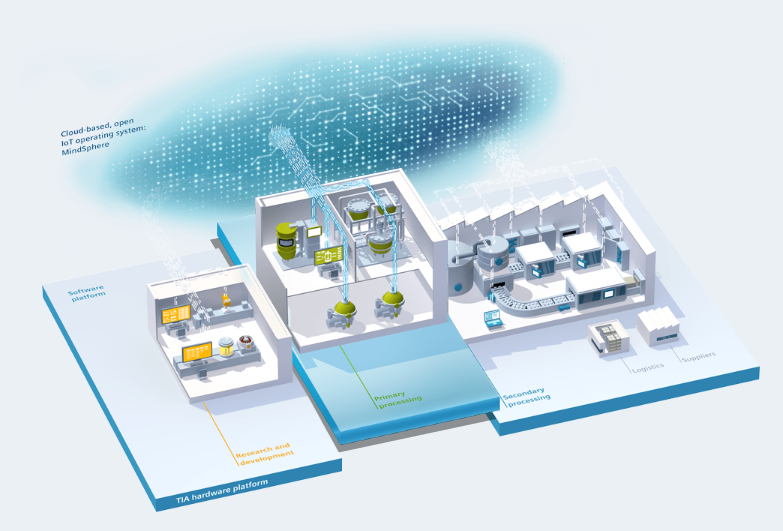 Cloud-based, open
IoT operating system:
MindSphere
Software
platform
Primary
processing
Secondary
processing
Logistics
Suppliers
Research and
development
TIA hardware platform